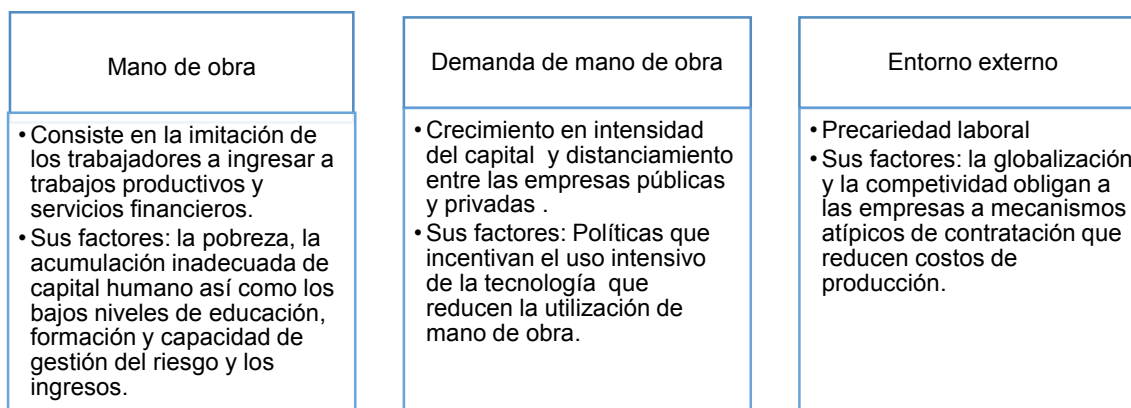 Mano de obra
• Consiste en la imitación de
los trabajadores a ingresar a
trabajos productivos y
servicios financieros.
• Sus factores: la pobreza, la
acumulación inadecuada de
capital humano así como los
bajos niveles de educación,
formación y capacidad de
gestión del riesgo y los
ingresos.
Demanda de mano de obra
• Crecimiento en intensidad
del capital y distanciamiento
entre las empresas públicas
y privadas .
• Sus factores: Políticas que
incentivan el uso intensivo
de la tecnología que
reducen la utilización de
mano de obra.
Entorno externo
• Precariedad laboral
• Sus factores: la globalización
y la competividad obligan a
las empresas a mecanismos
atípicos de contratación que
reducen costos de
producción.